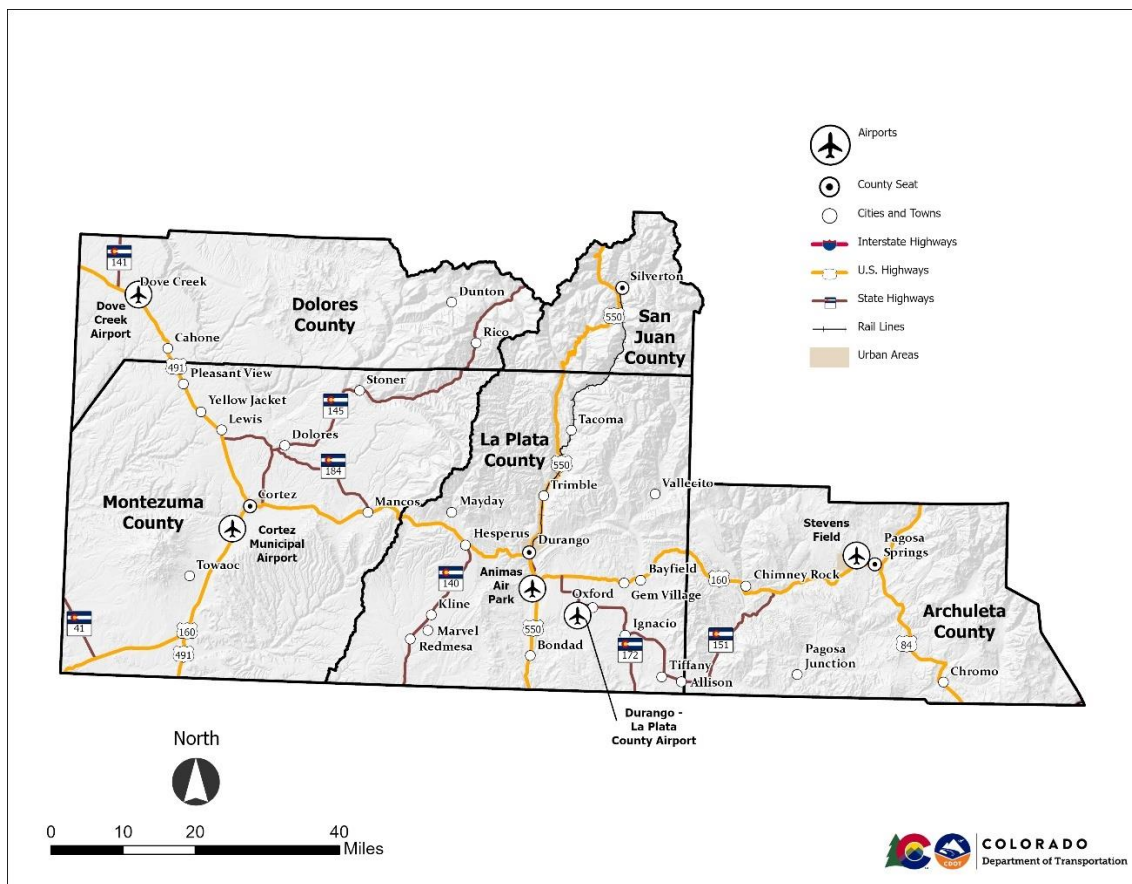 Airports
County Seat
Cities and Towns
Interstate Highways
U.S. Highways
State Highways
Rail Lines
Urban Areas
141
Dove Creek
Dove
Creek
Airport
Dolores
County
Dunton
Rico
Silverton
550
San
Juan
County
Cahone
491
Pleasant View
Stoner
145
Yellow Jacket
Lewis
Dolores
184
La Plata
County
Tacoma
550
Trimble
Vallecito
Montezuma
County
Cortez
Cortez
Municipal
Airport
Mancos
Mayday
Hesperus
Durango
Towaoc
41
160
491
140
Kline
Marvel
Redmesa
Animas
Air
Park
550
Bondad
Oxford
Bayfield
Gem Village
Ignacio
172
Tiffany
Allison
160
Chimney Rock
151
Stevens
Field
Pagosa
Springs
Archuleta
County
84
Pagosa
Junction
Chromo
Durango -
La Plata
County Airport
North
0 10 20 40
Miles
C
CDOT
COLORADO
Department of Transportation